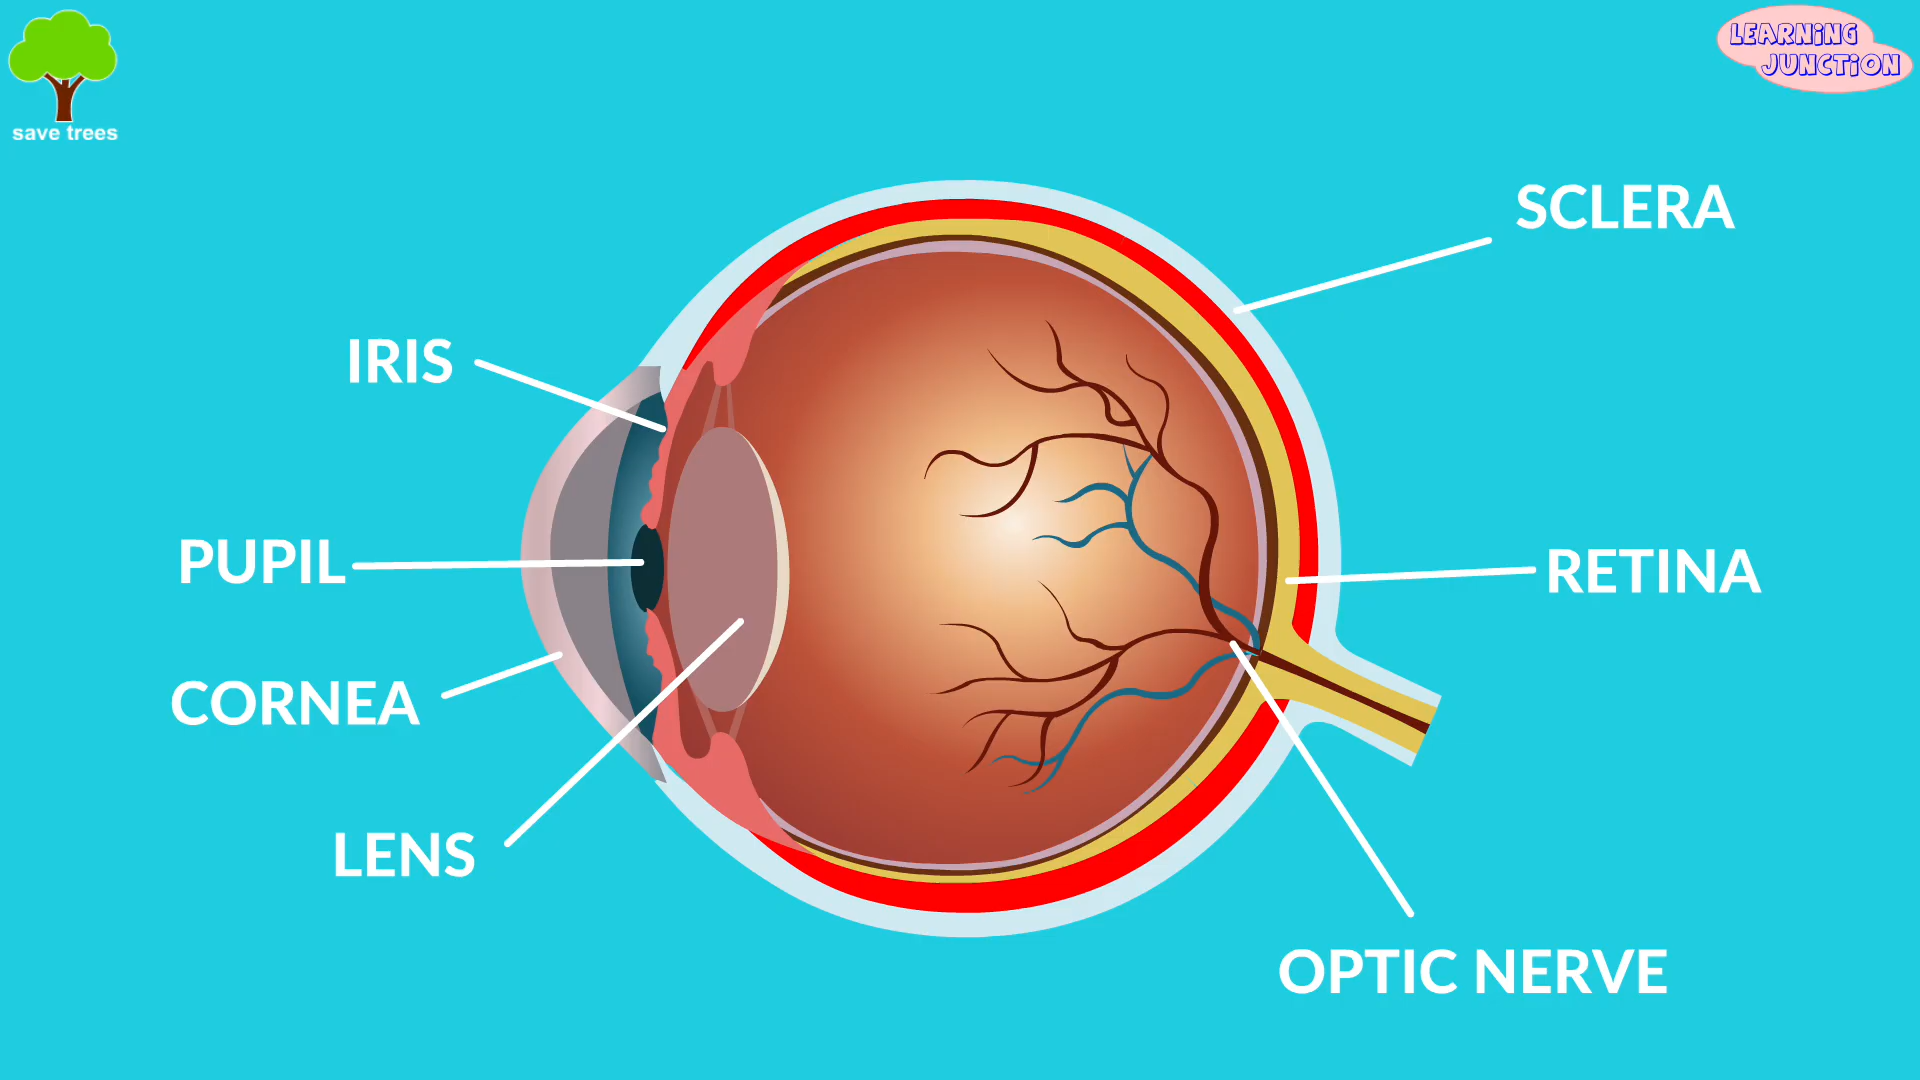 save trees
LEARNiNG
JUNCTiON
SCLERA
IRIS
PUPIL
RETINA
CORNEA
LENS
OPTIC NERVE